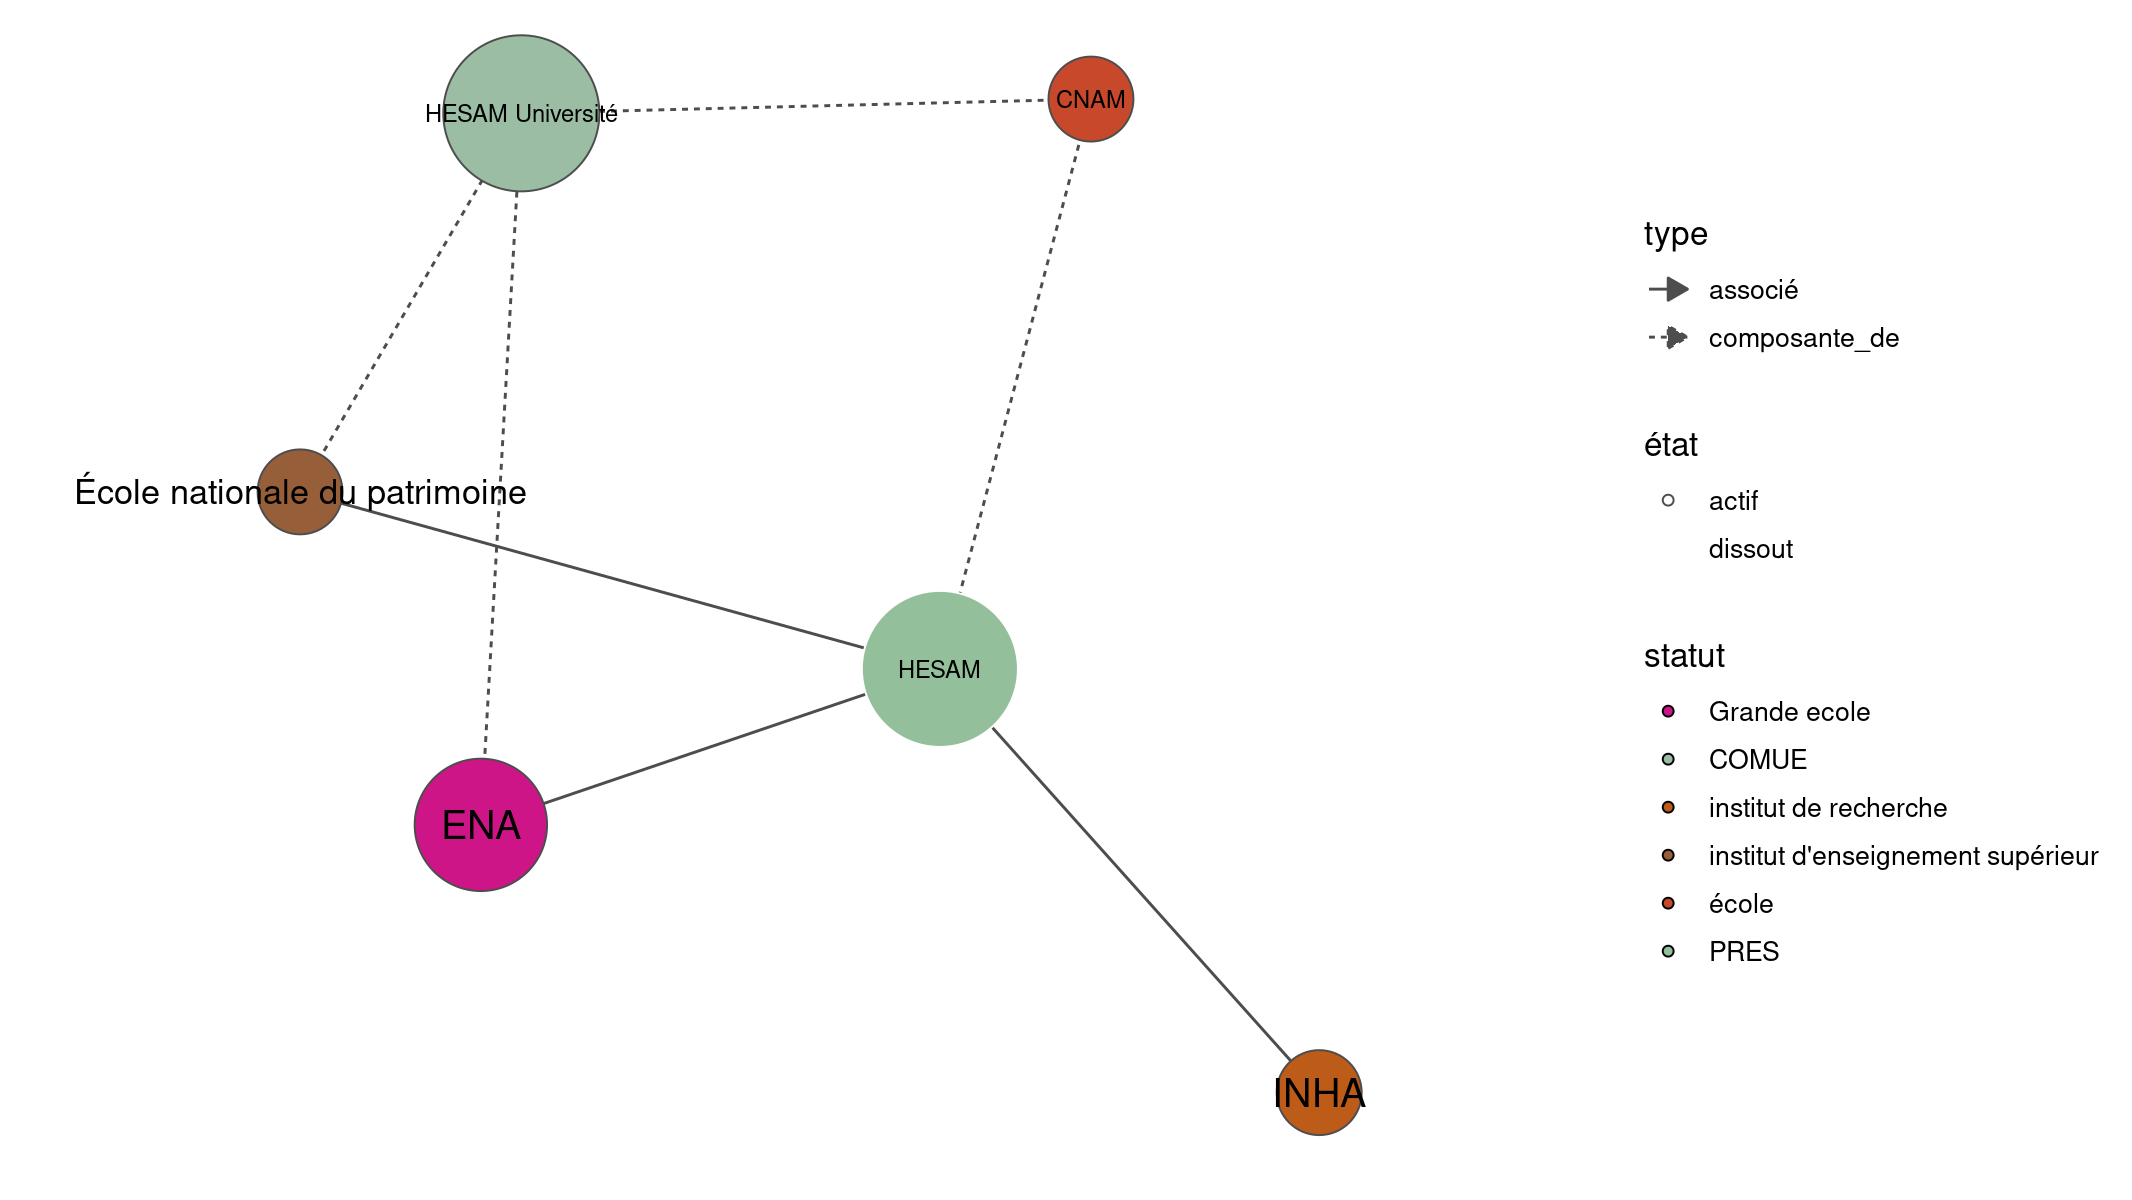 HESAM Université
CNAM
École nationale du patrimoine
HESAM
ENA
INHA
type
associé
composante_de
état
actif
dissout
statut
Grande ecole
COMUE
institut de recherche
institut d'enseignement supérieur
école
PRES